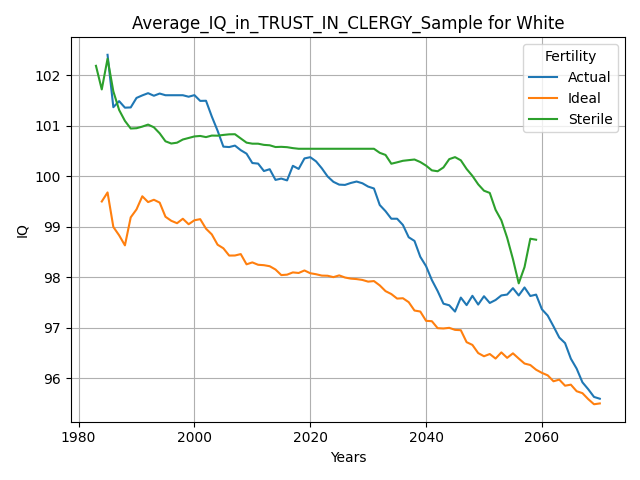 Average_IQ_in_TRUST_IN_CLERGY_Sample for White
Fertility
Actual
Ideal
Sterile
102
101
100
99
98
97
96
IQ
1980
2000
2020
2040
2060
Years